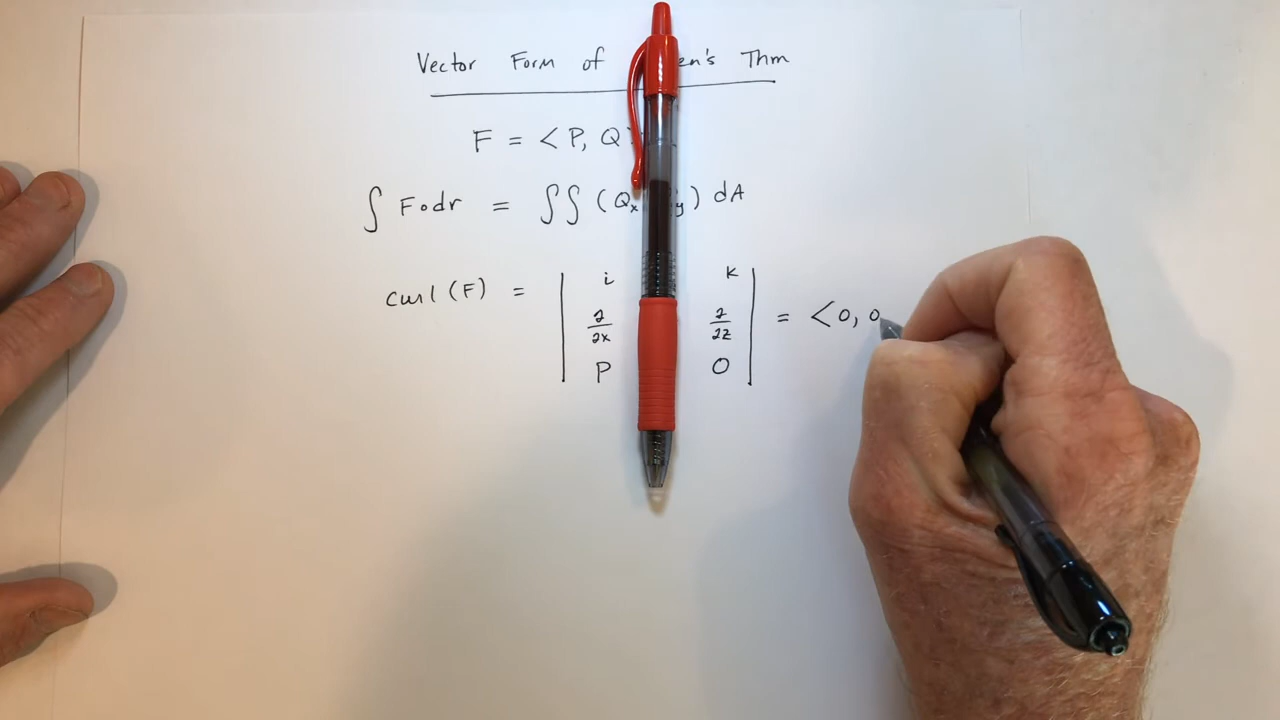 Vector Form of en's Thm
F = < P, Q
∫ F∘dr = ∬ (Qx y) dA
curl (F) = | i k | = <0, 0
∂/∂x ∂/∂z
P 0